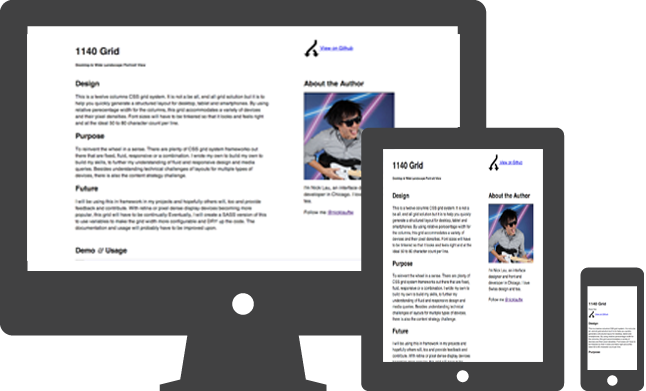 1140 Grid
View on Github
Desktop & Web Landscape Portrait View
Design
This is a twelve columns CSS grid system. It is not a be all, end all grid solution but it is to
help you quickly generate a structured layout for desktop, tablet and smartphones. By using
relative percentage width for the columns, this grid accommodates a variety of devices
and their pixel densities. Font sizes will have to be tinkered so that it looks and feels right
and at the ideal 50 to 80 character count per line.
Purpose
To reinvent the wheel in a sense. There are plenty of CSS grid system frameworks out
there that are fixed, fluid, responsive or a combination. I wrote my own to build my own to
build my skills, to further my understanding of fluid and responsive design and media
queries. Besides understanding technical challenges of layouts for multiple types of
devices, there is also the content strategy challenge.
Future
I will be using this in framework in my projects and hopefully others will, too and provide
feedback and contribute. With retina or pixel dense display devices becoming more
popular, this grid will have to be continually Eventually, I will create a SASS version of this
to use variables to make the grid width more configurable and DRY up the code. The
documentation and usage will probably have to be improved upon.
Demo & Usage
About the Author
I'm Nick Lau, an interface d
developer in Chicago. I love
tea.
Follow me
1140 Grid
View on Github
Design
This is a twelve columns CSS grid system. It is not a
be all, end all grid solution but it is to help you quickly
generate a structured layout for desktop, tablet and
smartphones. By using relative percentage width for
the columns, this grid accommodates a variety of
devices and their pixel densities. Font sizes will have
to be tinkered so that it looks and feels right and at the
ideal 50 to 80 character count per line.
Purpose
To reinvent the wheel in a sense. There are plenty of
CSS grid system frameworks out there that are fixed,
fluid, responsive or a combination. I wrote my own to
build my own to build my skills, to further my
understanding of fluid and responsive design and
media queries. Besides understanding technical
challenges of layouts for multiple types of devices,
there is also the content strategy challenge.
Future
I will be using this in framework in my projects and
hopefully others will, too and provide feedback and
contribute. With retina or pixel dense display devices
About the Author
I'm Nick Lau, an interface
designer and front end
developer in Chicago. I love
design and
tea.
Follow me
1140 Grid
Design
Purpose